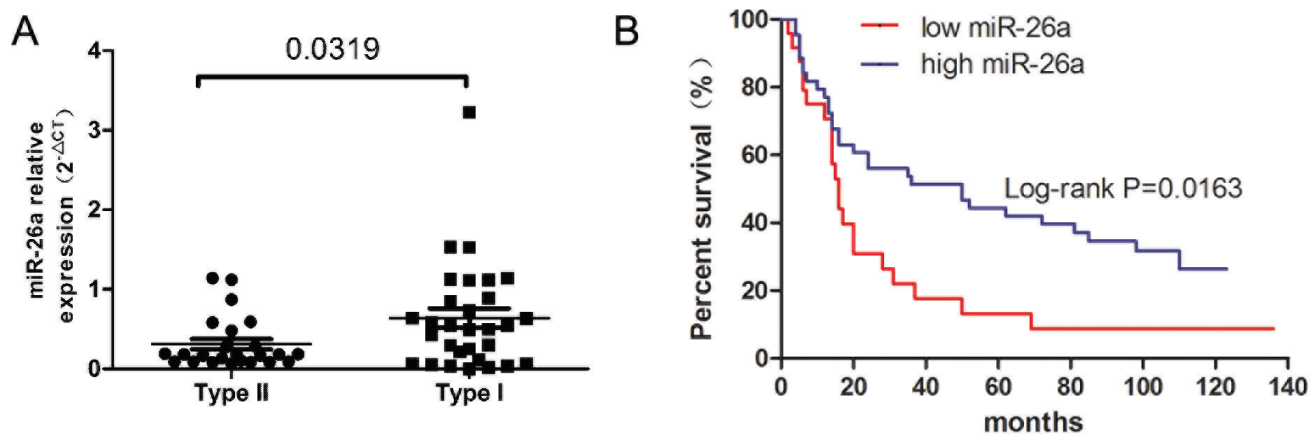 A
0.0319
miR-26a relative
expression（2-ΔCT）
4
3
2
1
0
Type II
Type I
B
low miR-26a
high miR-26a
Log-rank P=0.0163
Percent survival（%）
100
80
60
40
20
0
0 20 40 60 80 100 120 140
months